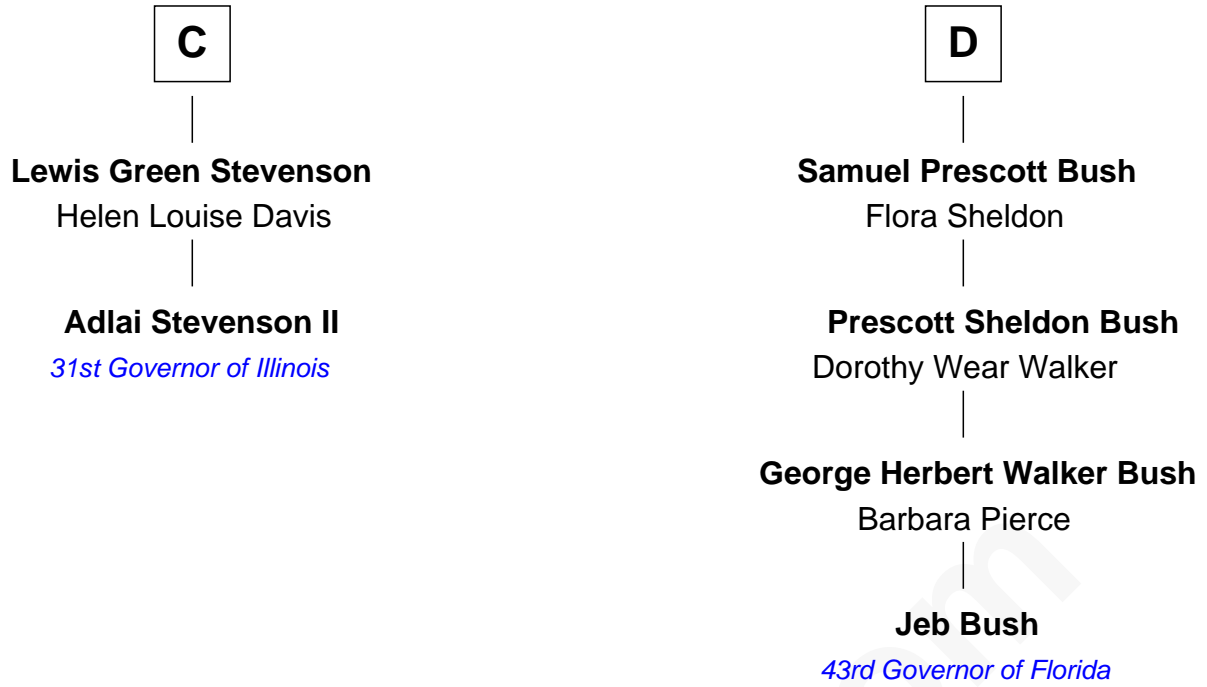 C
Lewis Green Stevenson
Helen Louise Davis
Adlai Stevenson II
31st Governor of Illinois
D
Samuel Prescott Bush
Flora Sheldon
Prescott Sheldon Bush
Dorothy Wear Walker
George Herbert Walker Bush
Barbara Pierce
Jeb Bush
43rd Governor of Florida